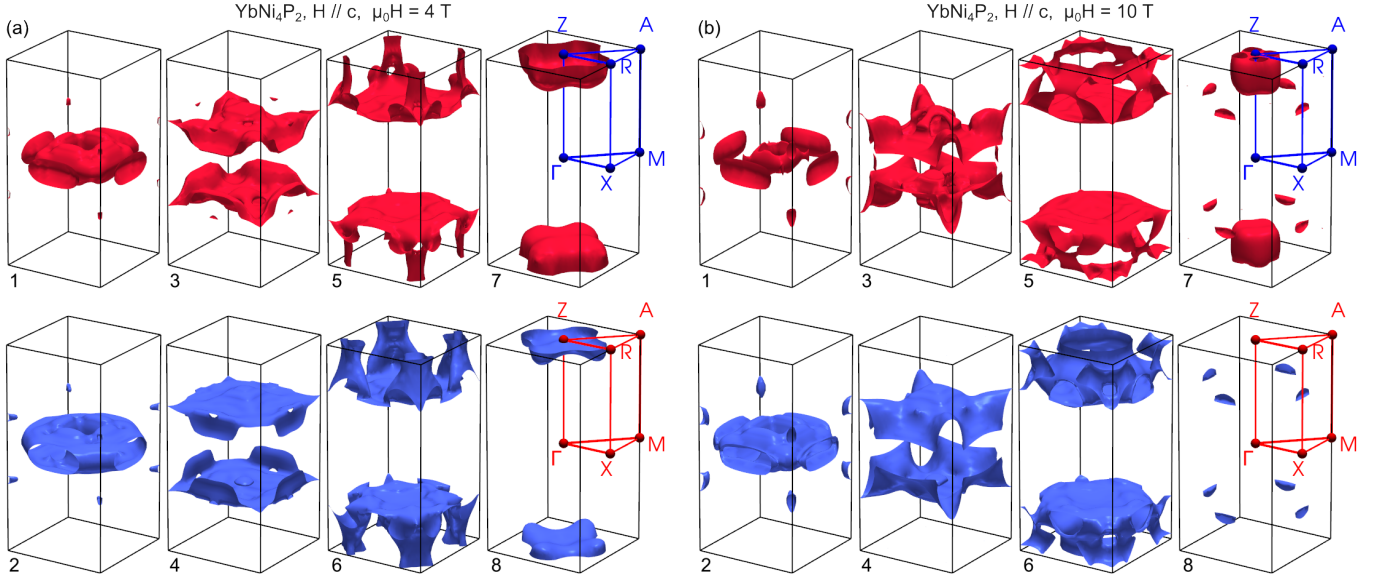 YbNi₄P₂, H // c, μ₀H = 4 T
YbNi₄P₂, H // c, μ₀H = 10 T
(a)
(b)
Z
A
R
Γ
M
X
1
3
5
7
Z
A
R
Γ
M
X
1
3
5
7
Z
A
R
Γ
M
X
2
4
6
8
Z
A
R
Γ
M
X
2
4
6
8